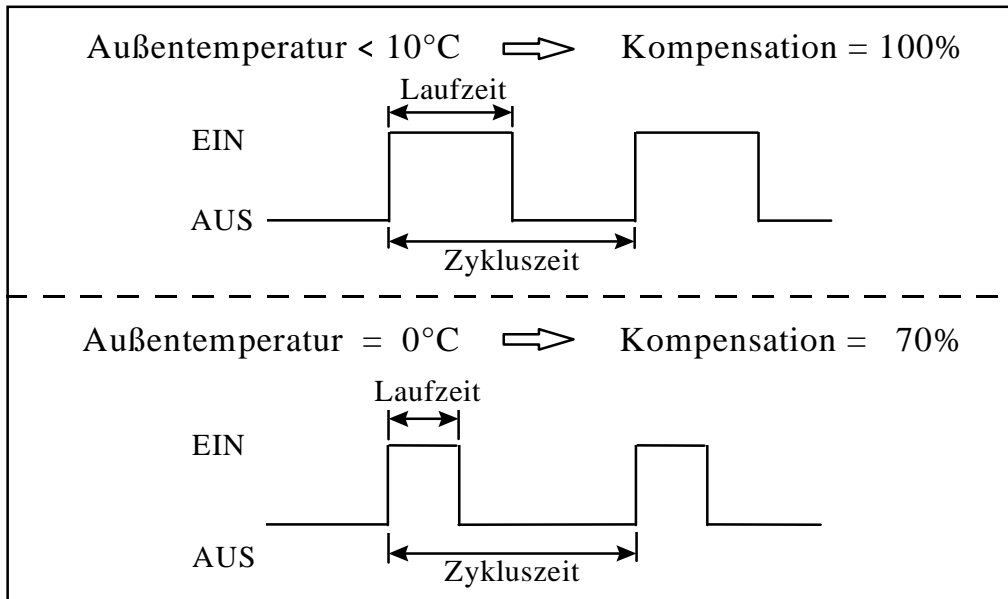 Außentemperatur < 10°C ⇨ Kompensation = 100%
Laufzeit
EIN
AUS
Zykluszeit
Außentemperatur = 0°C ⇨ Kompensation = 70%
Laufzeit
EIN
AUS
Zykluszeit